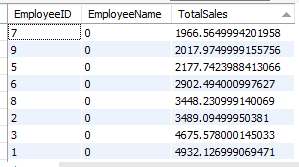 EmployeeID EmployeeName TotalSales
7 0 1966.5649994201958
9 0 2017.9749999155756
5 0 2177.7423988413066
6 0 2902.494000997627
8 0 3448.230999140069
2 0 3489.09499950381
3 0 4675.578000145033
1 0 4932.126999069471